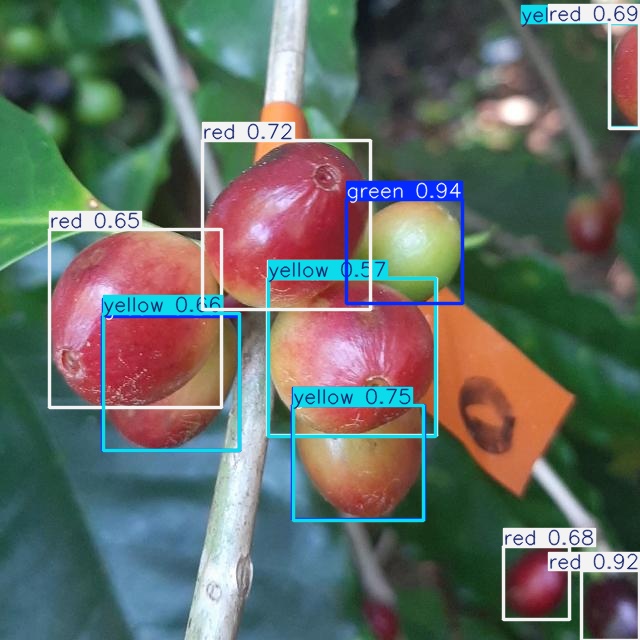 yel
red 0.69
red 0.72
green 0.94
red 0.65
yellow 0.57
yellow 0.66
yellow 0.75
red 0.68
red 0.92